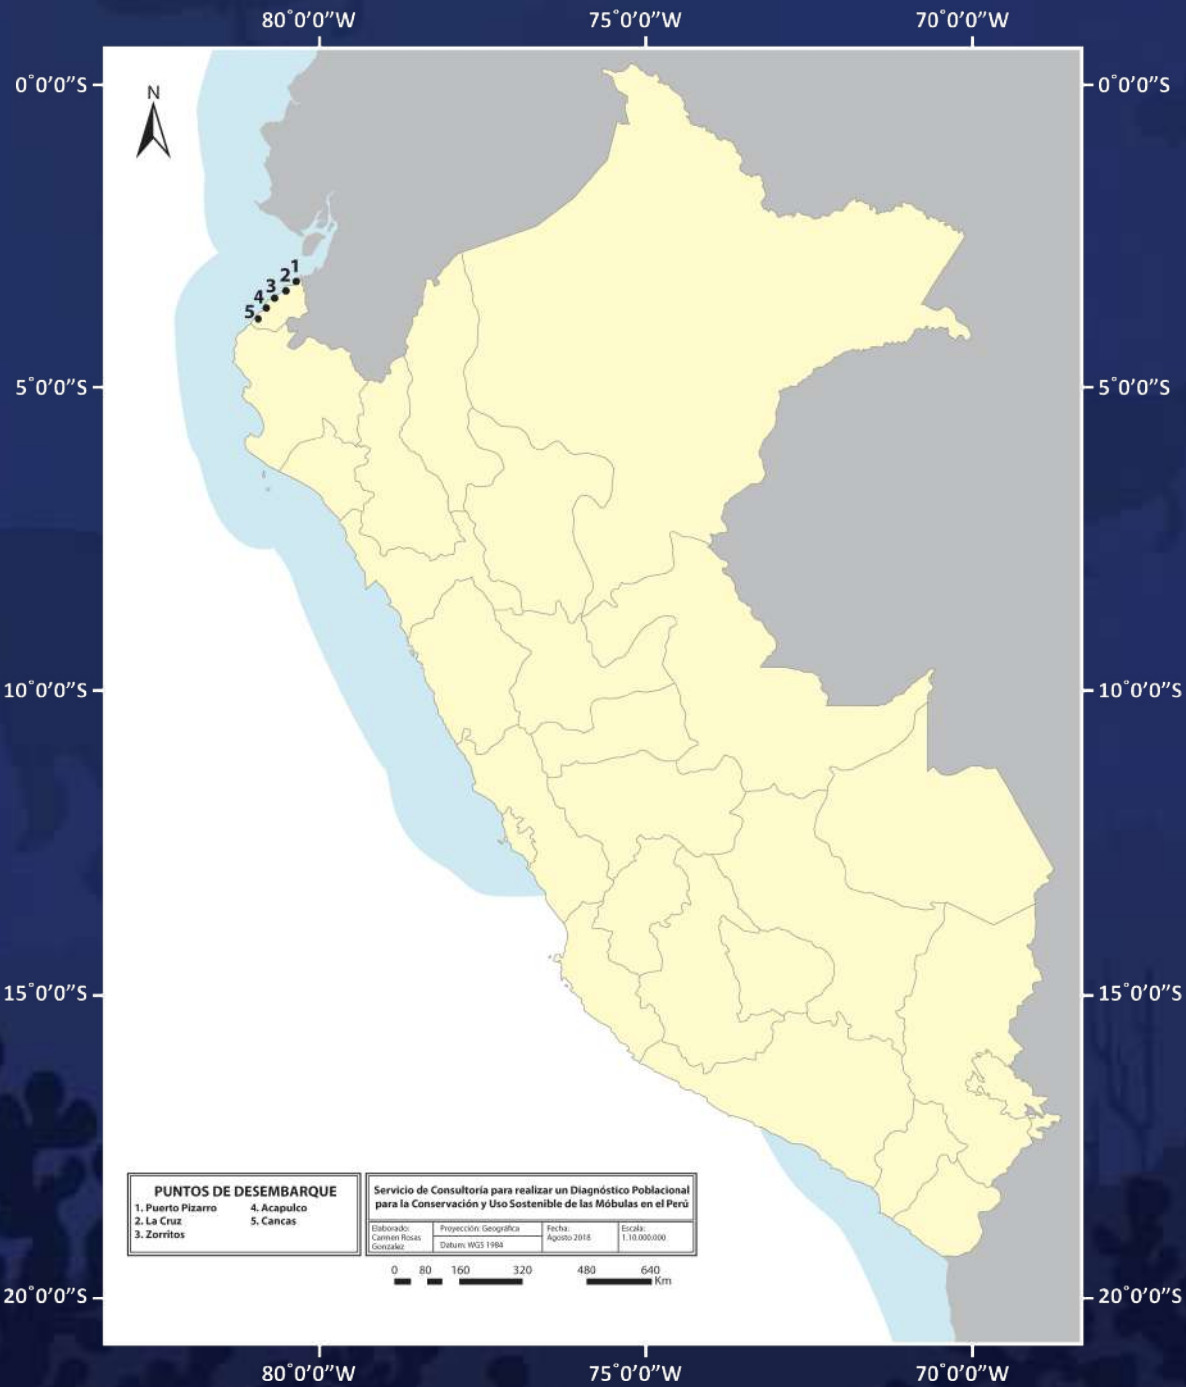 80°0'0"W 75°0'0"W 70°0'0"W
0°0'0"S 0°0'0"S
N
1
2
3
4
5
5°0'0"S 5°0'0"S
10°0'0"S 10°0'0"S
15°0'0"S 15°0'0"S
PUNTOS DE DESEMBARQUE
1. Puerto Pizarro 4. Acapulco
2. La Cruz 5. Cancas
3. Zorritos
Servicio de Consultoría para realizar un Diagnóstico Poblacional
para la Conservación y Uso Sostenible de las Móbulas en el Perú
Elaborado:
Carmen Rosas
Gonzalez
Proyección: Geográfica
Datum: WGS 1984
Fecha:
Agosto 2018
Escala:
1.10.000.000
0 80 160 320 480 640
Km
20°0'0"S 20°0'0"S
80°0'0"W 75°0'0"W 70°0'0"W